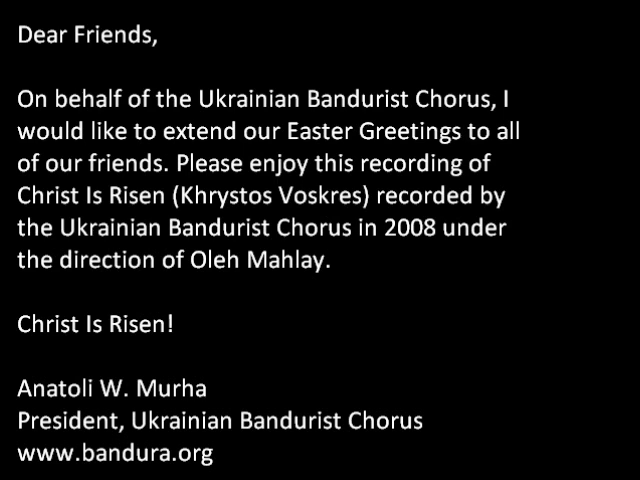 Dear Friends,
On behalf of the Ukrainian Bandurist Chorus, I
would like to extend our Easter Greetings to all
of our friends. Please enjoy this recording of
Christ Is Risen (Khrystos Voskres) recorded by
the Ukrainian Bandurist Chorus in 2008 under
the direction of Oleh Mahlay.
Christ Is Risen!
Anatoli W. Murha
President, Ukrainian Bandurist Chorus
www.bandura.org